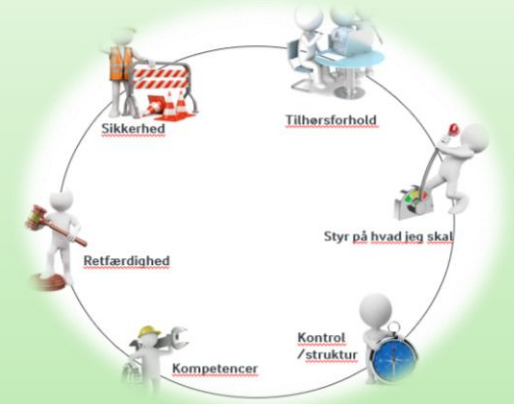 Sikkerhed
Tilhørsforhold
Styr på hvad jeg skal
Retfærdighed
Kontrol
/struktur
Kompetencer